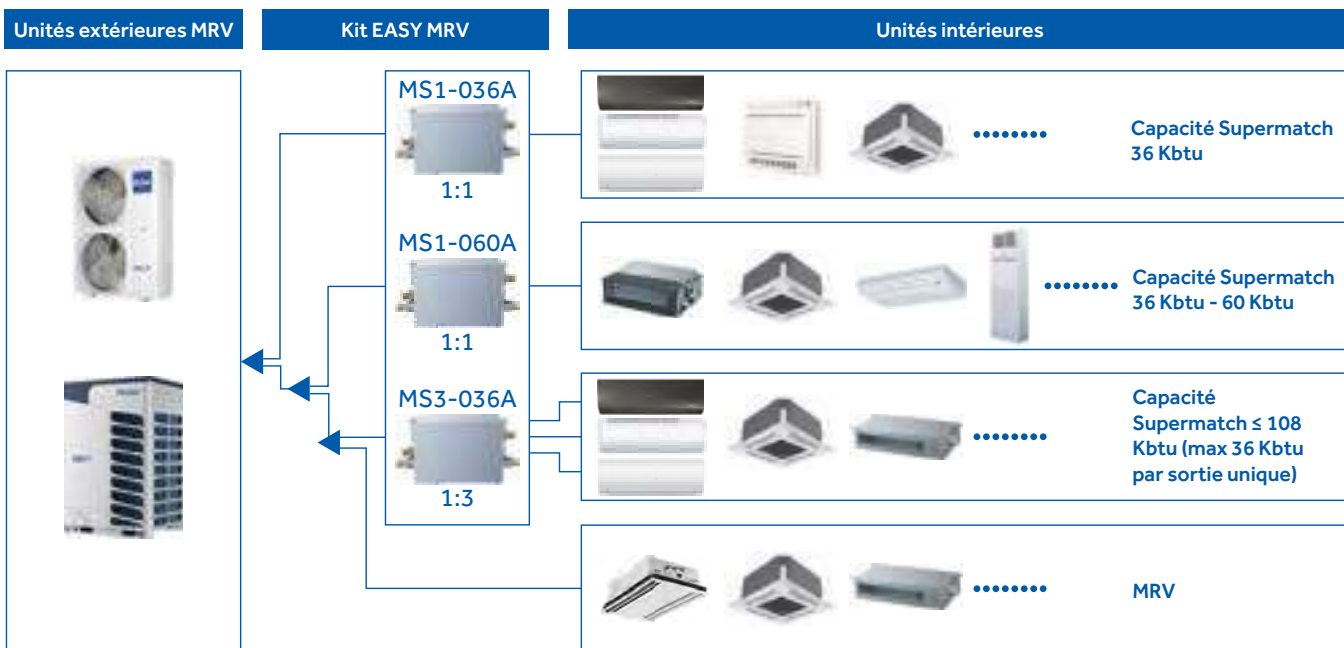 Unités extérieures MRV
Kit EASY MRV
Unités intérieures
MS1-036A
1:1
Capacité Supermatch
36 Kbtu
MS1-060A
1:1
Capacité Supermatch
36 Kbtu - 60 Kbtu
MS3-036A
1:3
Capacité
Supermatch ≤ 108
Kbtu (max 36 Kbtu
par sortie unique)
MRV